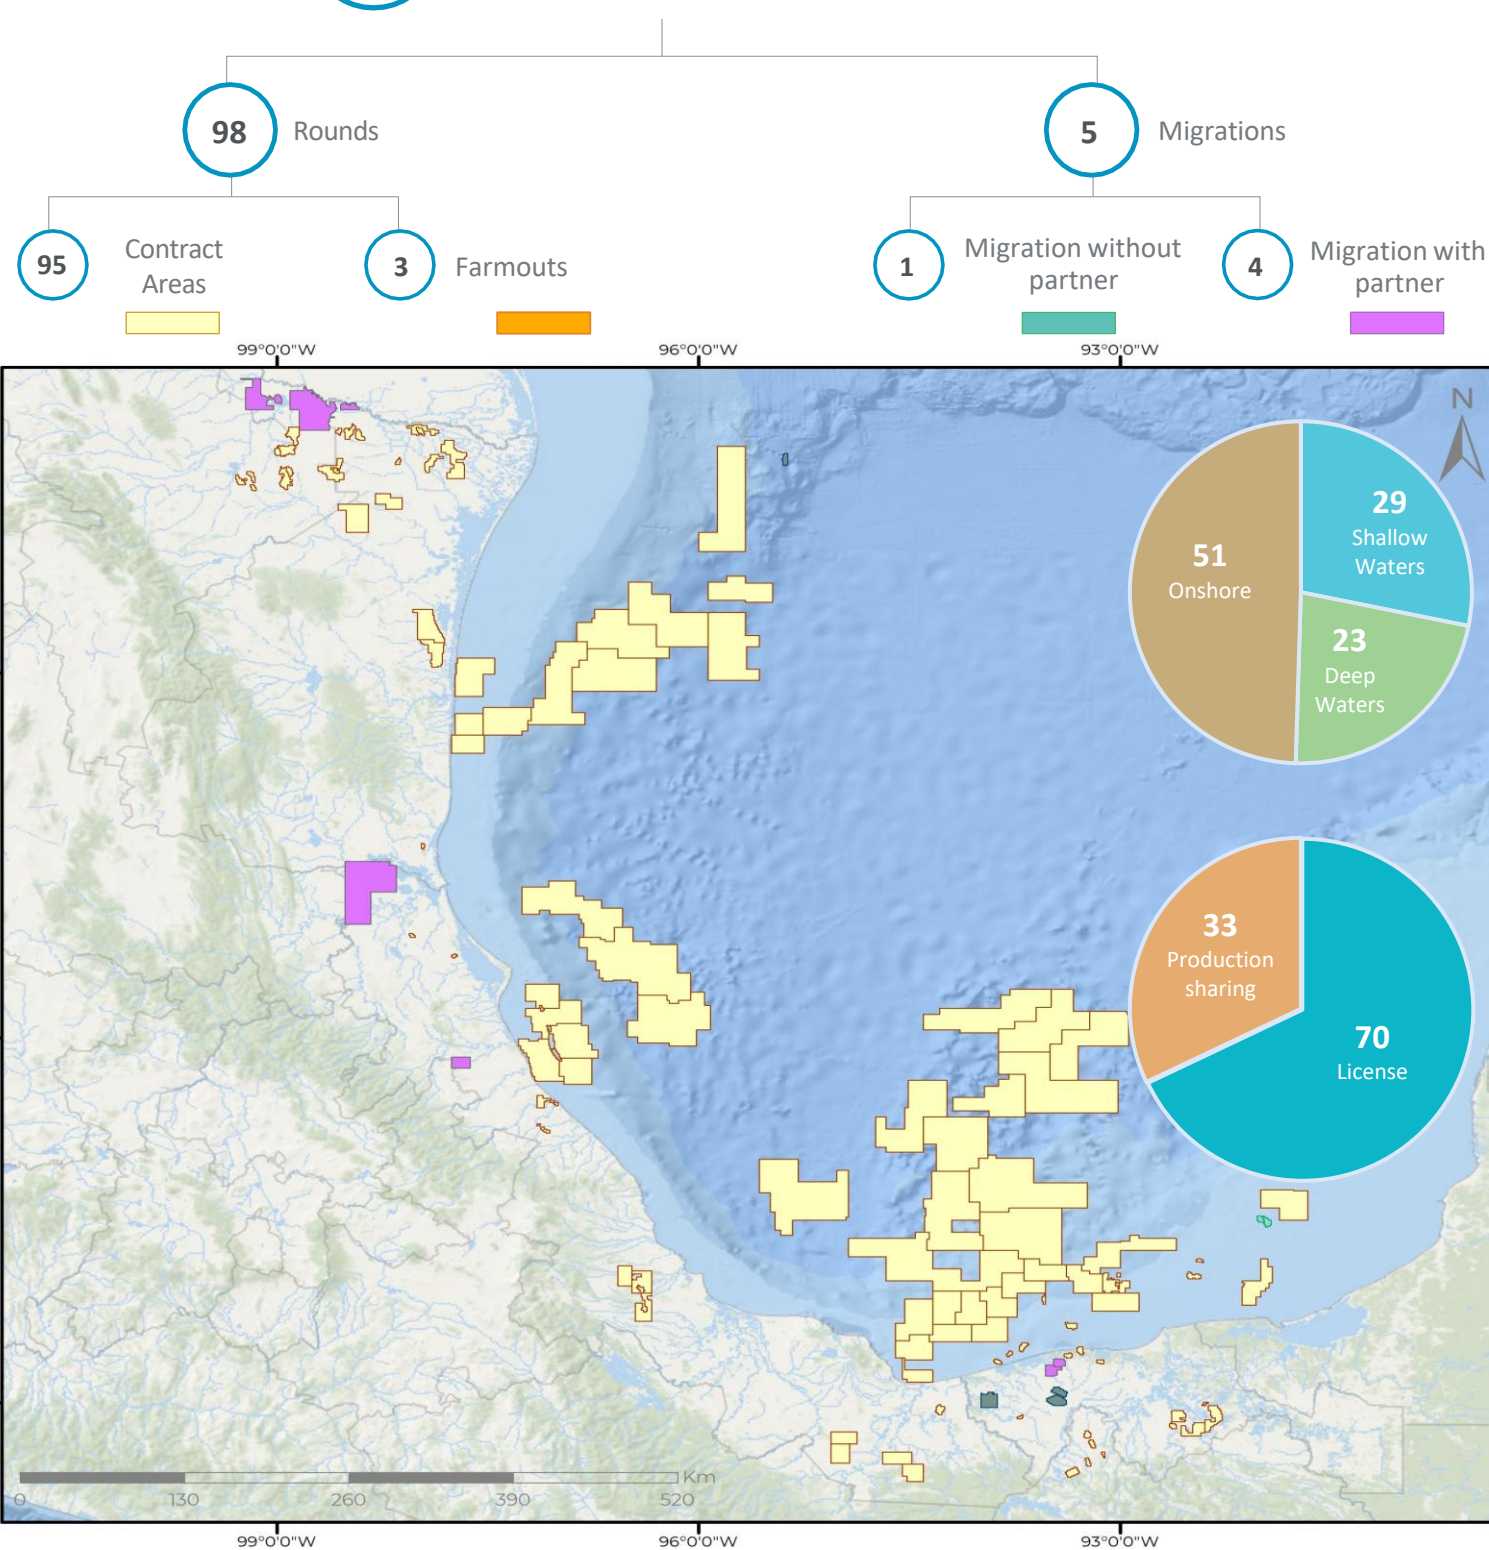 98
Rounds
5
Migrations
95
Contract
Areas
3
Farmouts
1
Migration without
partner
4
Migration with
partner
99°0'0"W
96°0'0"W
93°0'0"W
N
29
Shallow
Waters
51
Onshore
23
Deep
Waters
33
Production
sharing
70
License
Km
0
130
260
390
520
99°0'0"W
96°0'0"W
93°0'0"W